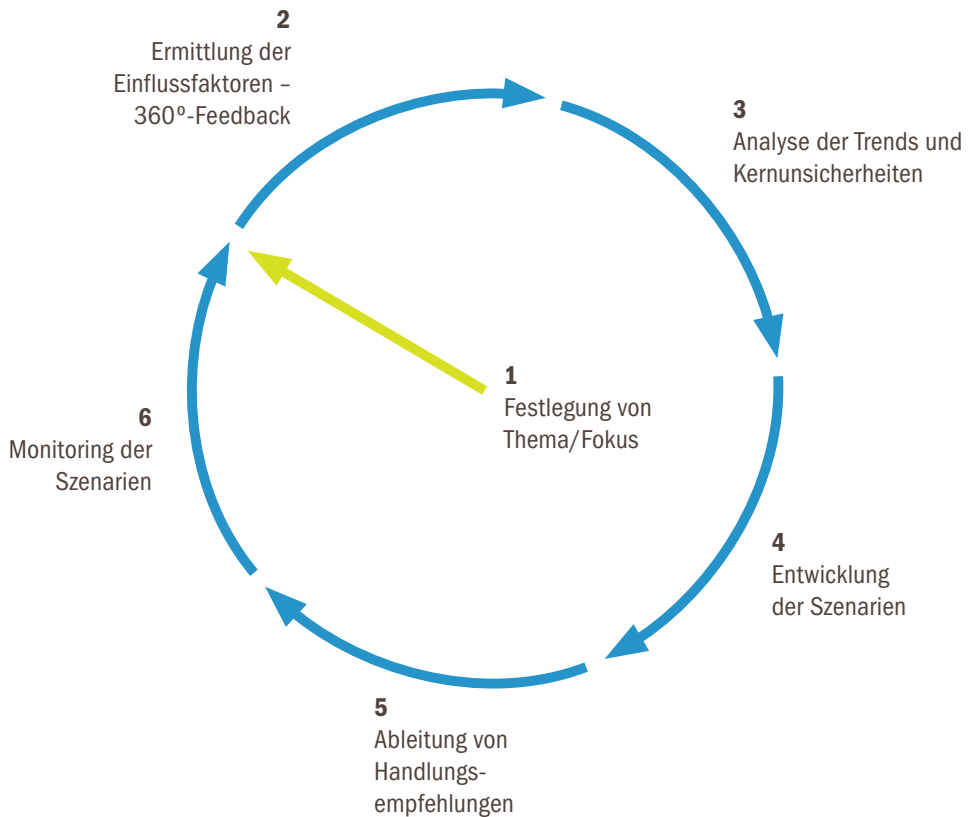 2
Ermittlung der
Einflussfaktoren –
360°-Feedback
3
Analyse der Trends und
Kernunsicherheiten
1
Festlegung von
Thema/Fokus
6
Monitoring der
Szenarien
4
Entwicklung
der Szenarien
5
Ableitung von
Handlungs-
empfehlungen